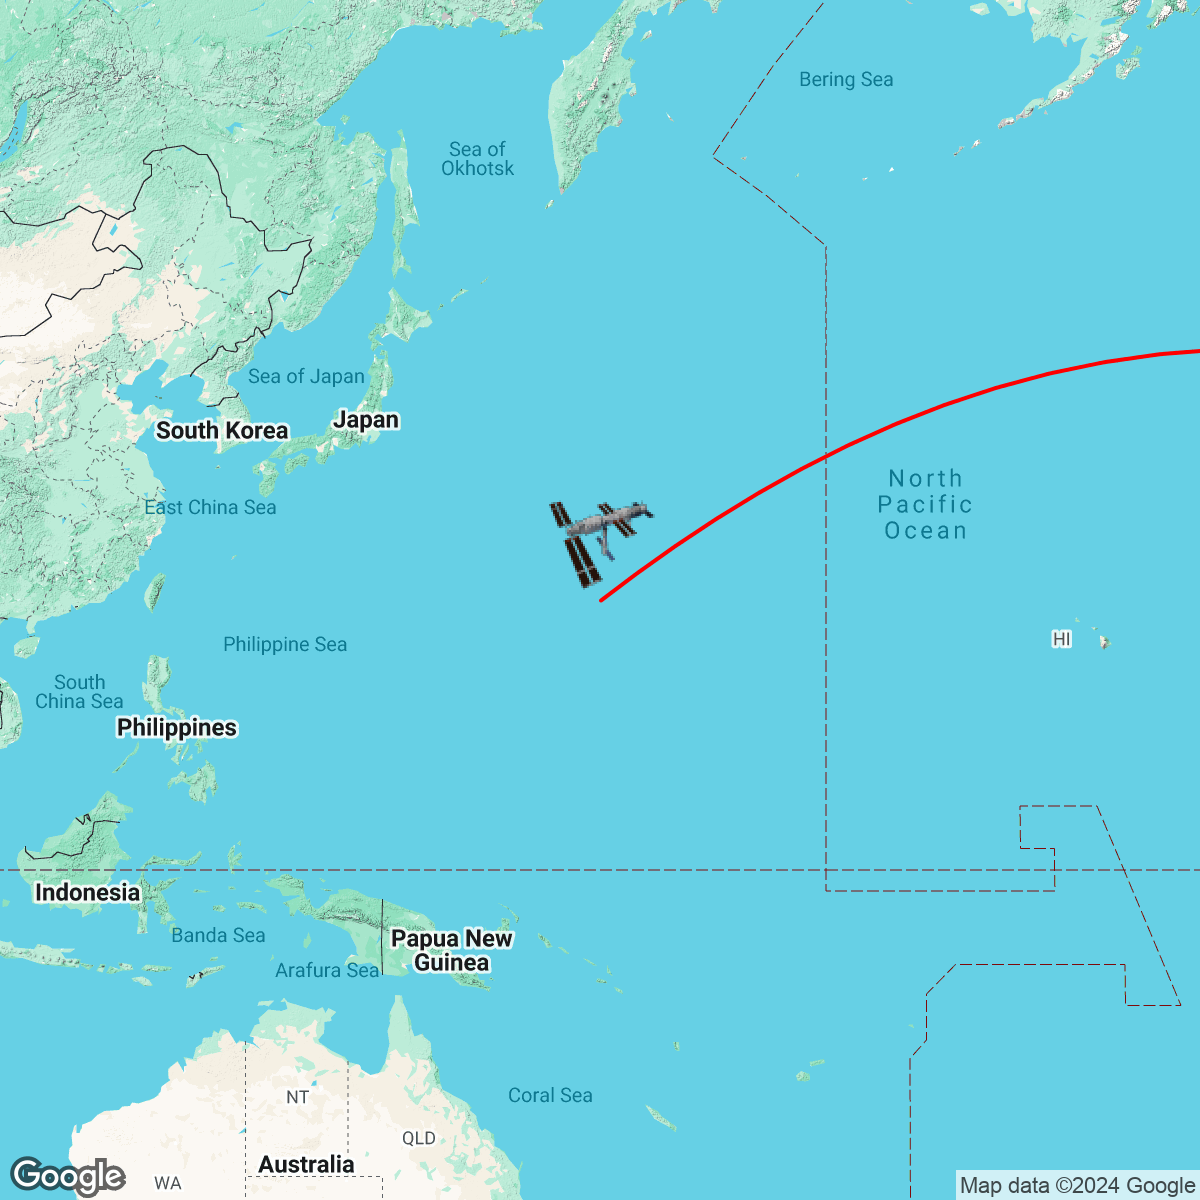 Bering Sea
Sea of
Okhotsk
Sea of Japan
Japan
South Korea
North
Pacific
Ocean
East China Sea
HI
Philippine Sea
South
China Sea
Philippines
Indonesia
Banda Sea
Papua New
Guinea
Arafura Sea
NT
Coral Sea
QLD
Australia
WA
Google
Map data ©2024 Google